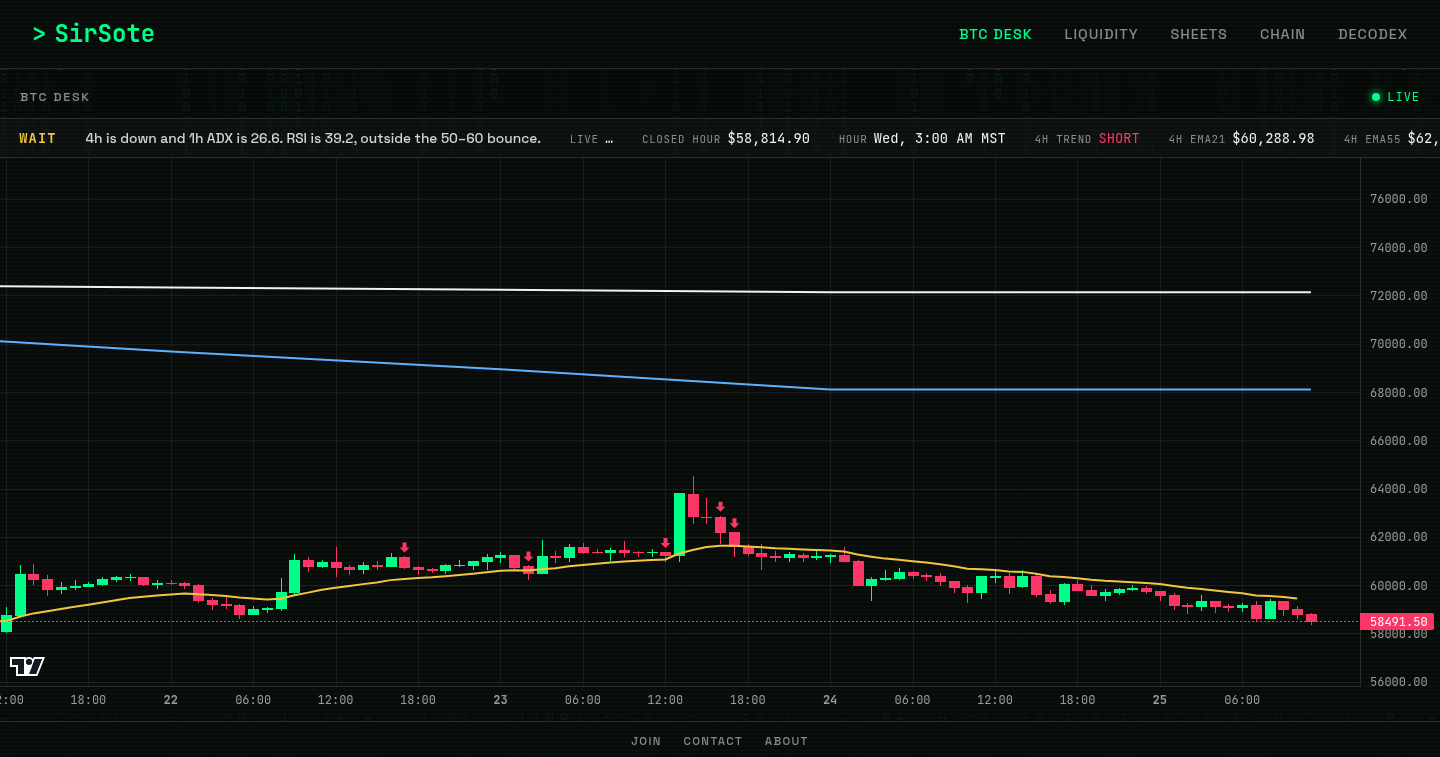 > SirSote
BTC DESK LIQUIDITY SHEETS CHAIN DECODEX
BTC DESK
LIVE
WAIT 4h is down and 1h ADX is 26.6. RSI is 39.2, outside the 50–60 bounce. LIVE … CLOSED HOUR $58,814.90 HOUR Wed, 3:00 AM MST 4H TREND SHORT 4H EMA21 $60,288.98 4H EMA55 $62,
76000.00
74000.00
72000.00
70000.00
68000.00
66000.00
64000.00
62000.00
60000.00
58491.50
58000.00
56000.00
2:00 18:00 22 06:00 12:00 18:00 23 06:00 12:00 18:00 24 06:00 12:00 18:00 25 06:00
JOIN CONTACT ABOUT